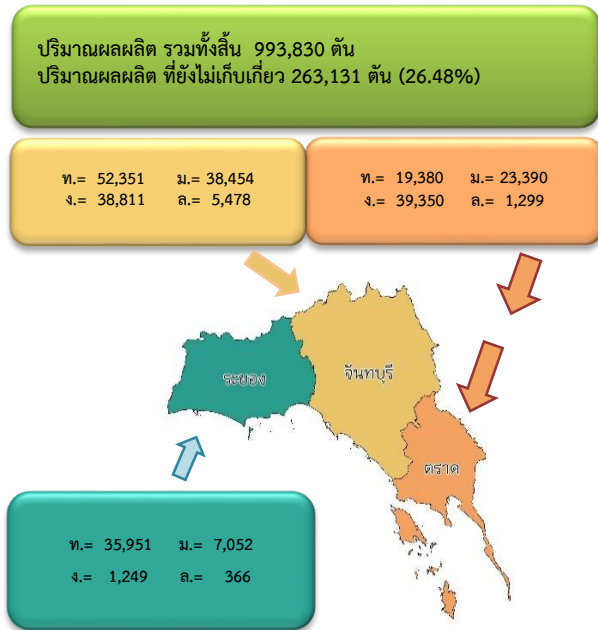 ปริมาณผลผลิต รวมทั้งสิ้น 993,830 ตัน
ปริมาณผลผลิต ที่ยังไม่เก็บเกี่ยว 263,131 ตัน (26.48%)
ท.= 52,351 ม.= 38,454
ง.= 38,811 ล.= 5,478
ท.= 19,380 ม.= 23,390
ง.= 39,350 ล.= 1,299
ระยอง
จันทบุรี
ตราด
ท.= 35,951 ม.= 7,052
ง.= 1,249 ล.= 366